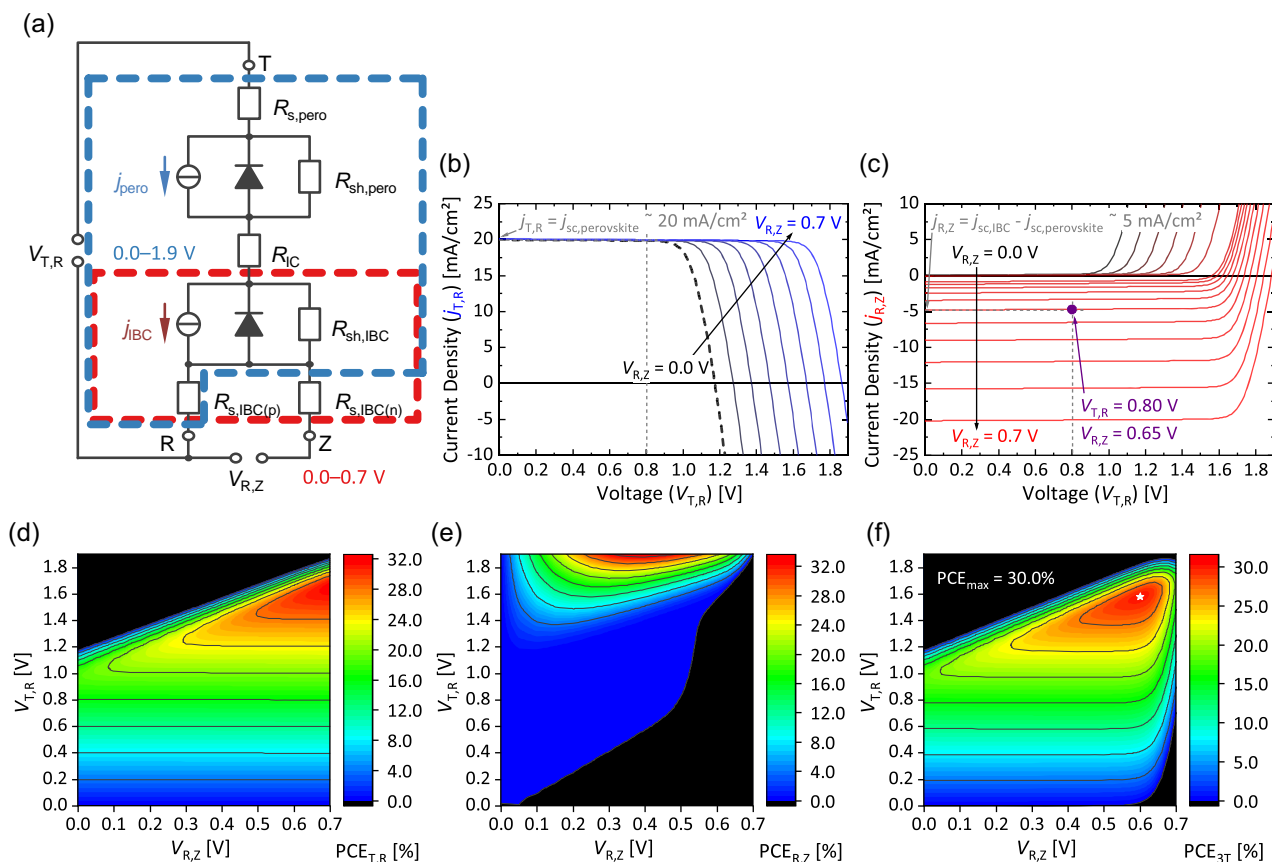 (a)
T
R_s,pero
j_pero
R_sh,pero
0.0–1.9 V
R_IC
V_T,R
j_IBC
R_sh,IBC
R_s,IBC(p)
R_s,IBC(n)
R
Z
V_R,Z
0.0–0.7 V
(b)
Current Density (j_T,R) [mA/cm²]
25
20
15
10
5
0
-5
-10
j_T,R = j_sc,perovskite ~ 20 mA/cm²
V_R,Z = 0.7 V
V_R,Z = 0.0 V
0.0 0.2 0.4 0.6 0.8 1.0 1.2 1.4 1.6 1.8
Voltage (V_T,R) [V]
(c)
Current Density (j_R,Z) [mA/cm²]
10
5
0
-5
-10
-15
-20
-25
j_R,Z = j_sc,IBC - j_sc,perovskite ~ 5 mA/cm²
V_R,Z = 0.0 V
V_T,R = 0.80 V
V_R,Z = 0.65 V
V_R,Z = 0.7 V
0.0 0.2 0.4 0.6 0.8 1.0 1.2 1.4 1.6 1.8
Voltage (V_T,R) [V]
(d)
V_T,R [V]
1.8
1.6
1.4
1.2
1.0
0.8
0.6
0.4
0.2
0.0
0.0 0.1 0.2 0.3 0.4 0.5 0.6 0.7
V_R,Z [V]
32.0
28.0
24.0
20.0
16.0
12.0
8.0
4.0
0.0
PCE_T,R [%]
(e)
V_T,R [V]
1.8
1.6
1.4
1.2
1.0
0.8
0.6
0.4
0.2
0.0
0.0 0.1 0.2 0.3 0.4 0.5 0.6 0.7
V_R,Z [V]
32.0
28.0
24.0
20.0
16.0
12.0
8.0
4.0
0.0
PCE_R,Z [%]
(f)
V_T,R [V]
1.8
1.6
1.4
1.2
1.0
0.8
0.6
0.4
0.2
0.0
PCE_max = 30.0%
0.0 0.1 0.2 0.3 0.4 0.5 0.6 0.7
V_R,Z [V]
30.0
25.0
20.0
15.0
10.0
5.0
0.0
PCE_3T [%]